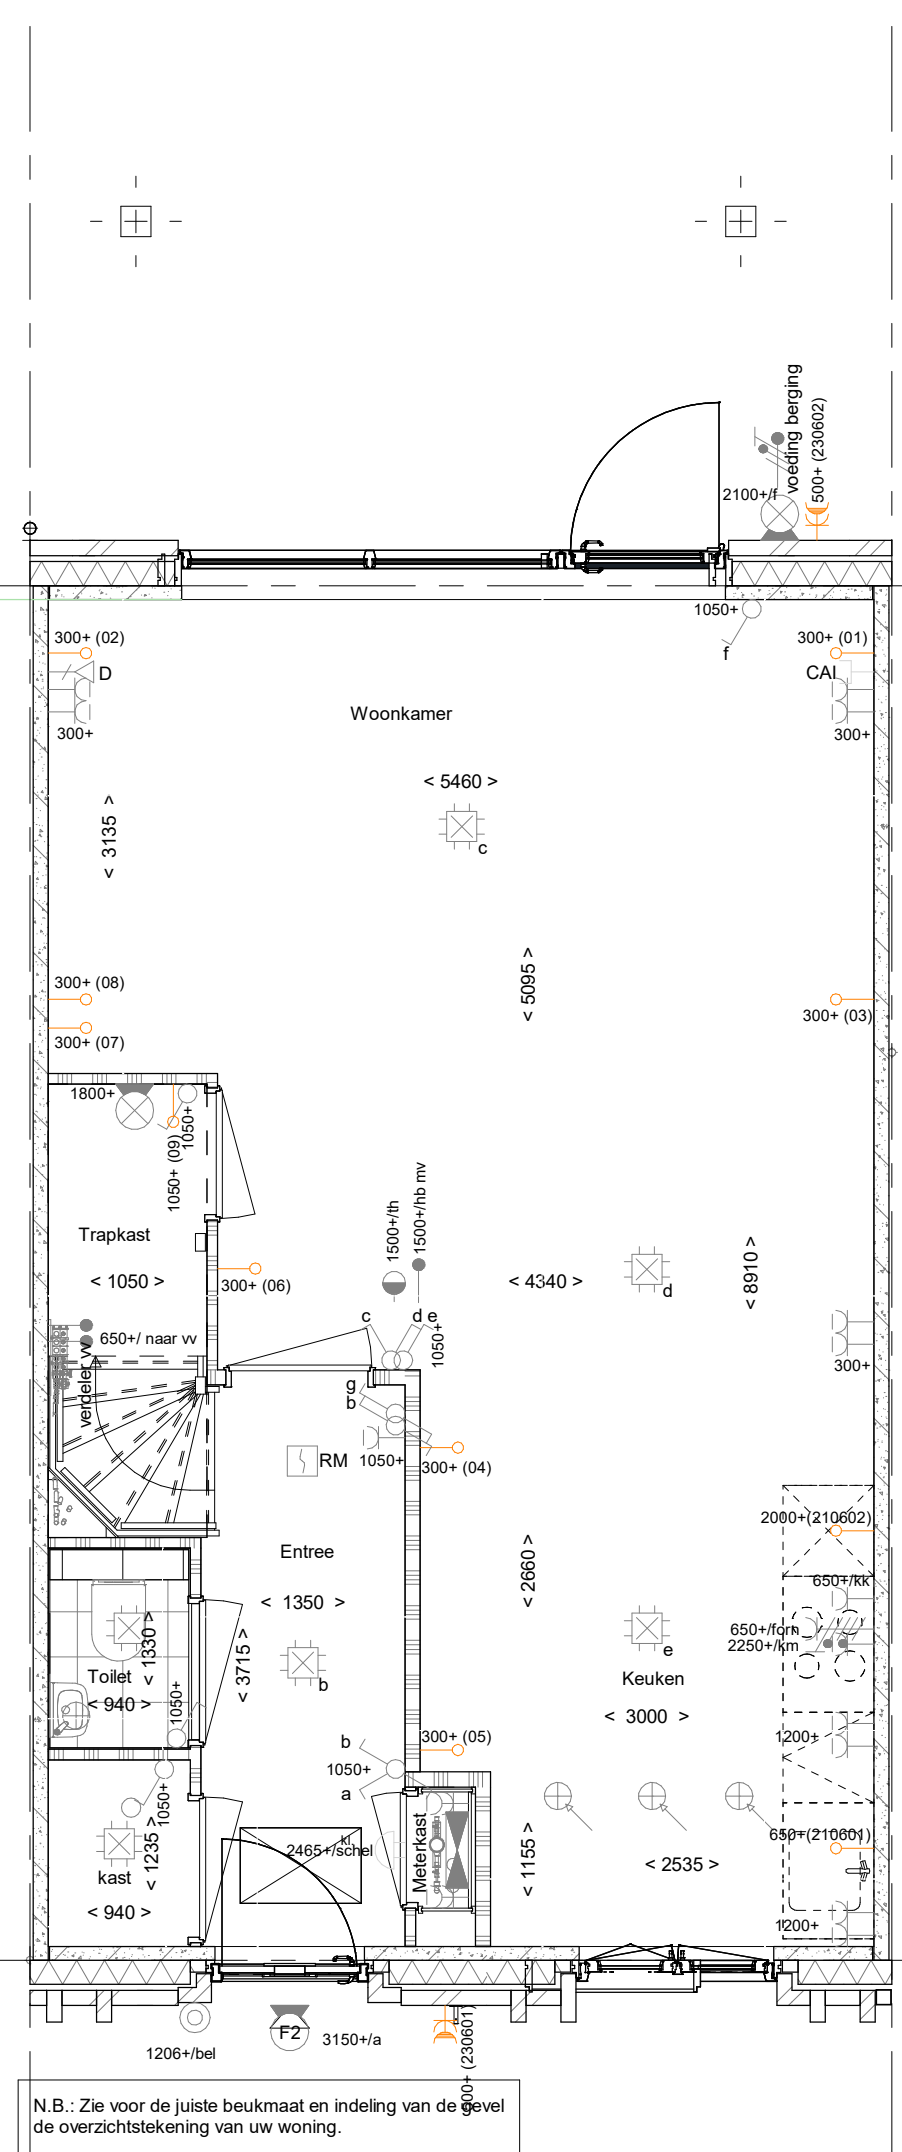 voeding berging
500+ (230602)
2100+/f
1050+
f
300+ (02)
D
300+
300+ (01)
CAI
300+
Woonkamer
< 5460 >
< 3135 >
c
< 5095 >
300+ (08)
300+ (07)
300+ (03)
1800+
1050+
1050+ (09)
Trapkast
< 1050 >
300+ (06)
1500+/th
1500+/hb mv
< 4340 >
d
< 8910 >
c
d e
1050+
300+
650+/ naar vv
verdeler vv
g
b
1050+
RM
300+ (04)
2000+(210602)
Entree
< 1350 >
< 2660 >
650+/kk
650+/forn
2250+/km
e
Keuken
< 3000 >
< 1330 >
Toilet
< 940 >
1050+
< 3715 >
b
300+ (05)
1200+
b
1050+
a
1050+
650+(210601)
< 1235 >
kast
< 940 >
kl
2465+/schel
Meterkast
< 1155 >
< 2535 >
1200+
1206+/bel
F2
3150+/a
500+ (230601)
N.B.: Zie voor de juiste beukmaat en indeling van de gevel
de overzichtstekening van uw woning.